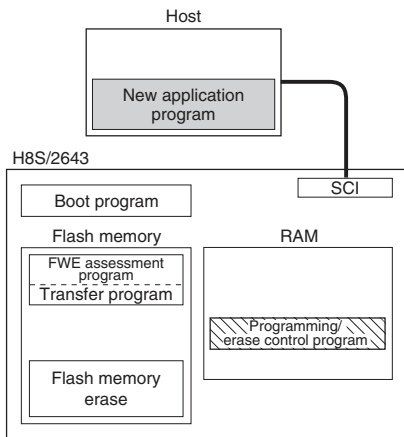 Host
New application
program
H8S/2643
SCI
Boot program
Flash memory
RAM
FWE assessment
program
Transfer program
Programming/
erase control program
Flash memory
erase